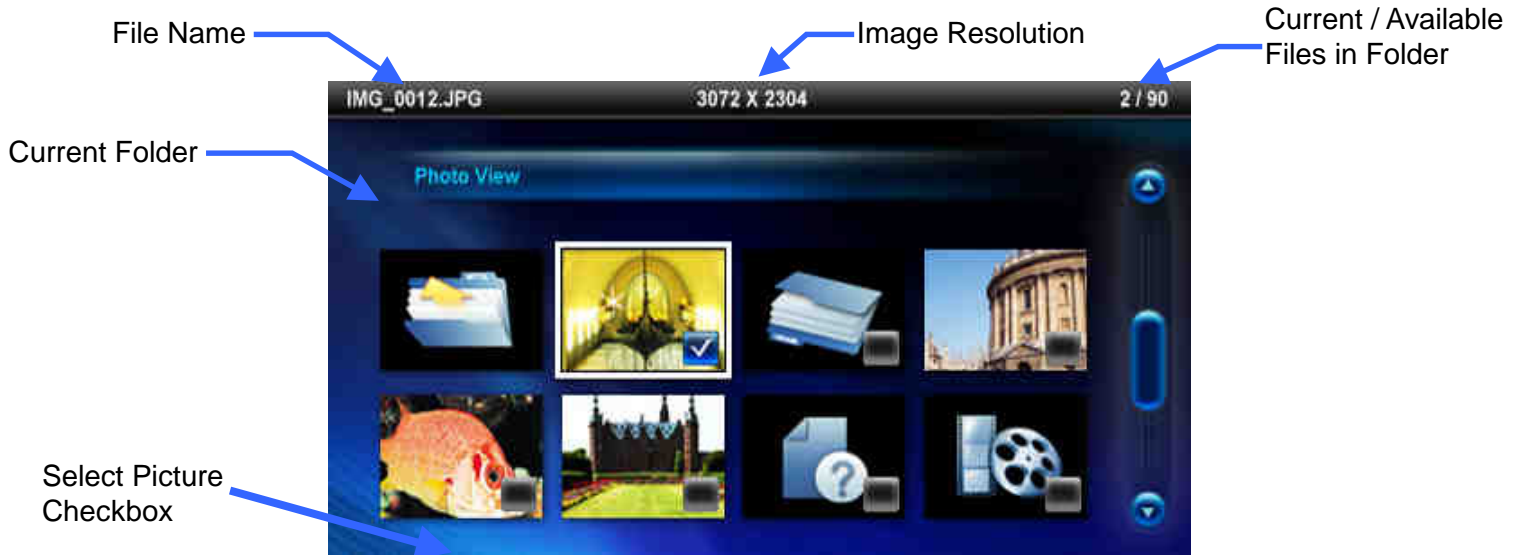 File Name
Image Resolution
Current / Available
Files in Folder
IMG_0012.JPG
3072 X 2304
2 / 90
Current Folder
Photo View
?
Select Picture
Checkbox